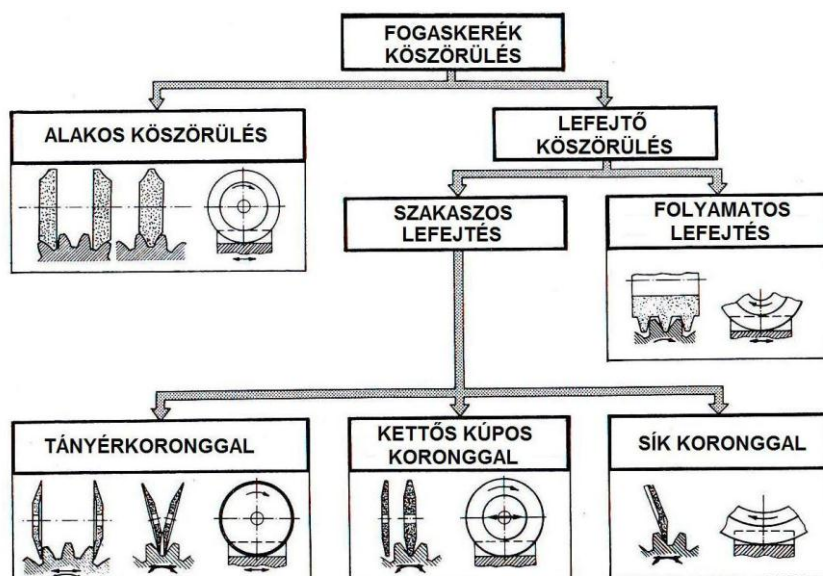 FOGASKERÉK
KÖSZÖRÜLÉS
ALAKOS KÖSZÖRÜLÉS
LEFEJTŐ
KÖSZÖRÜLÉS
SZAKASZOS
LEFEJTÉS
FOLYAMATOS
LEFEJTÉS
TÁNYÉRKORONGGAL
KETTŐS KÚPOS
KORONGGAL
SÍK KORONGGAL